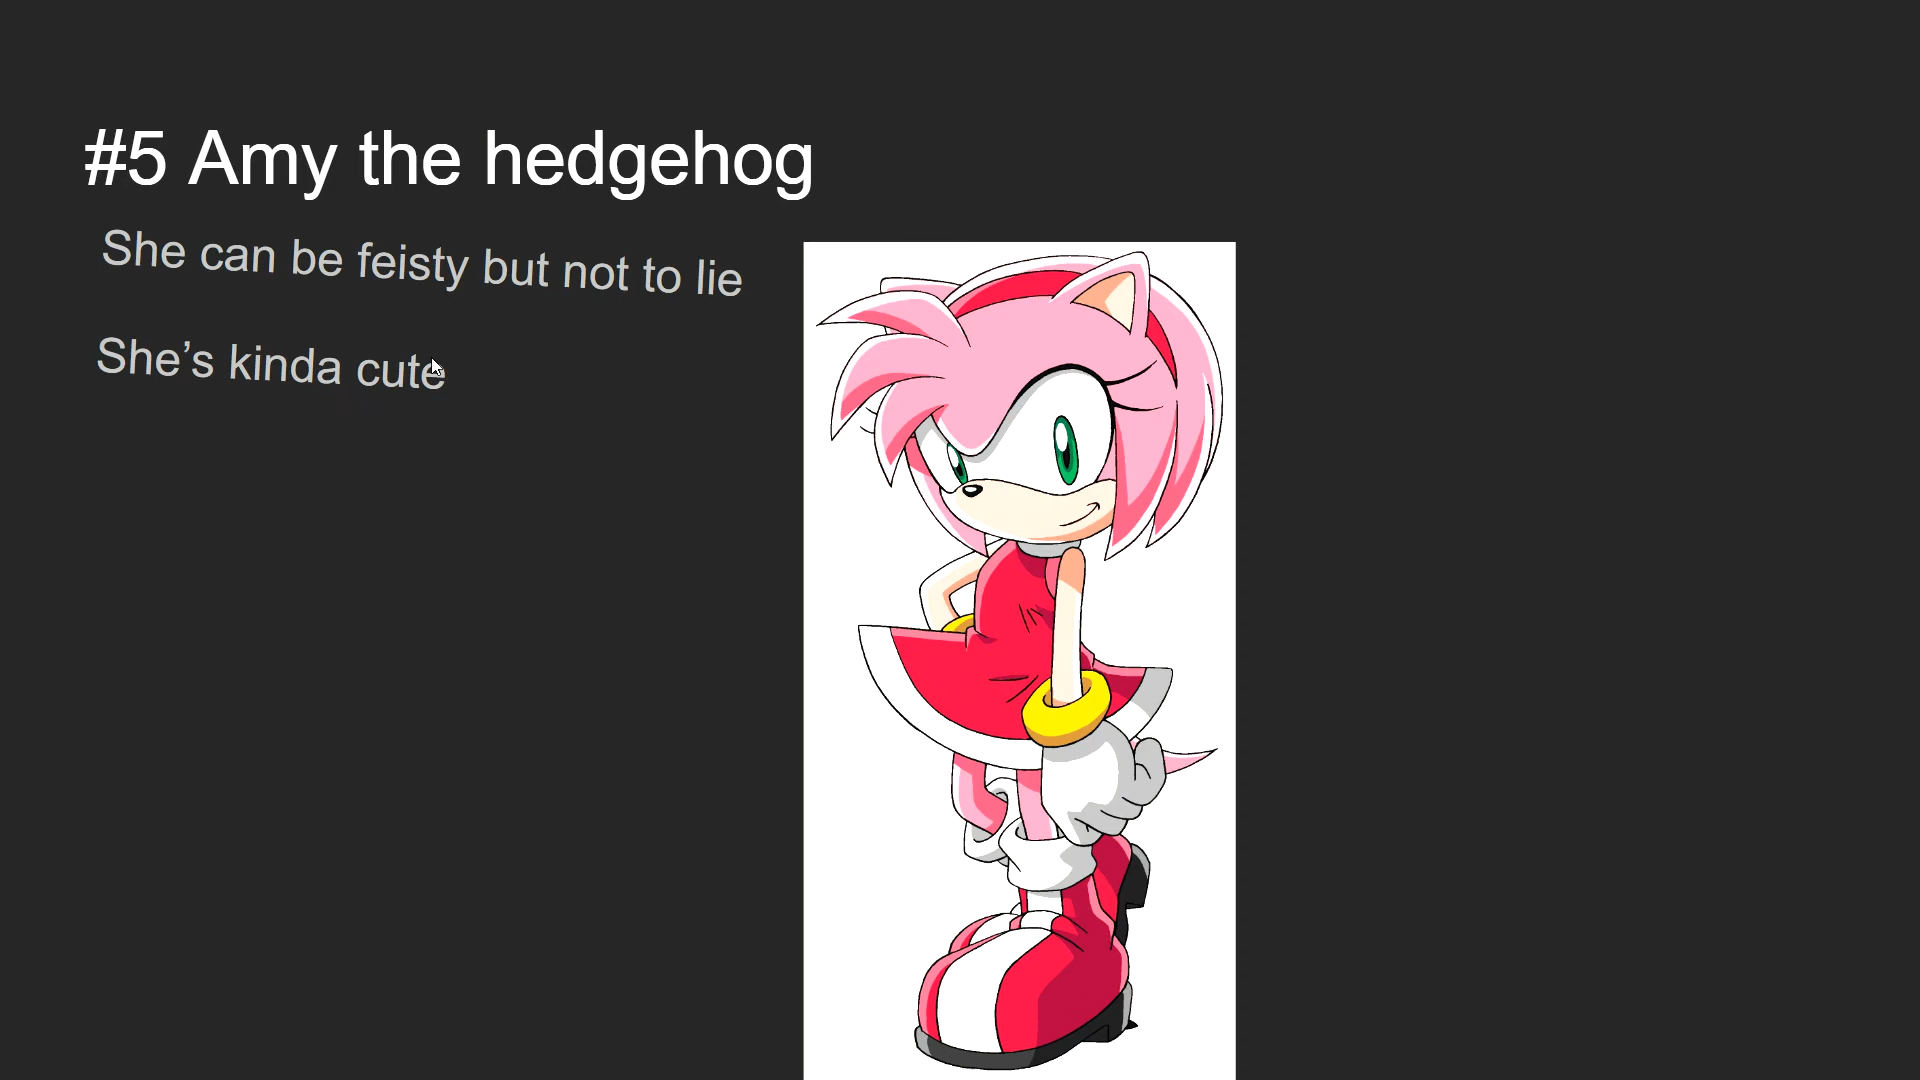 #5 Amy the hedgehog
She can be feisty but not to lie
She’s kinda cute